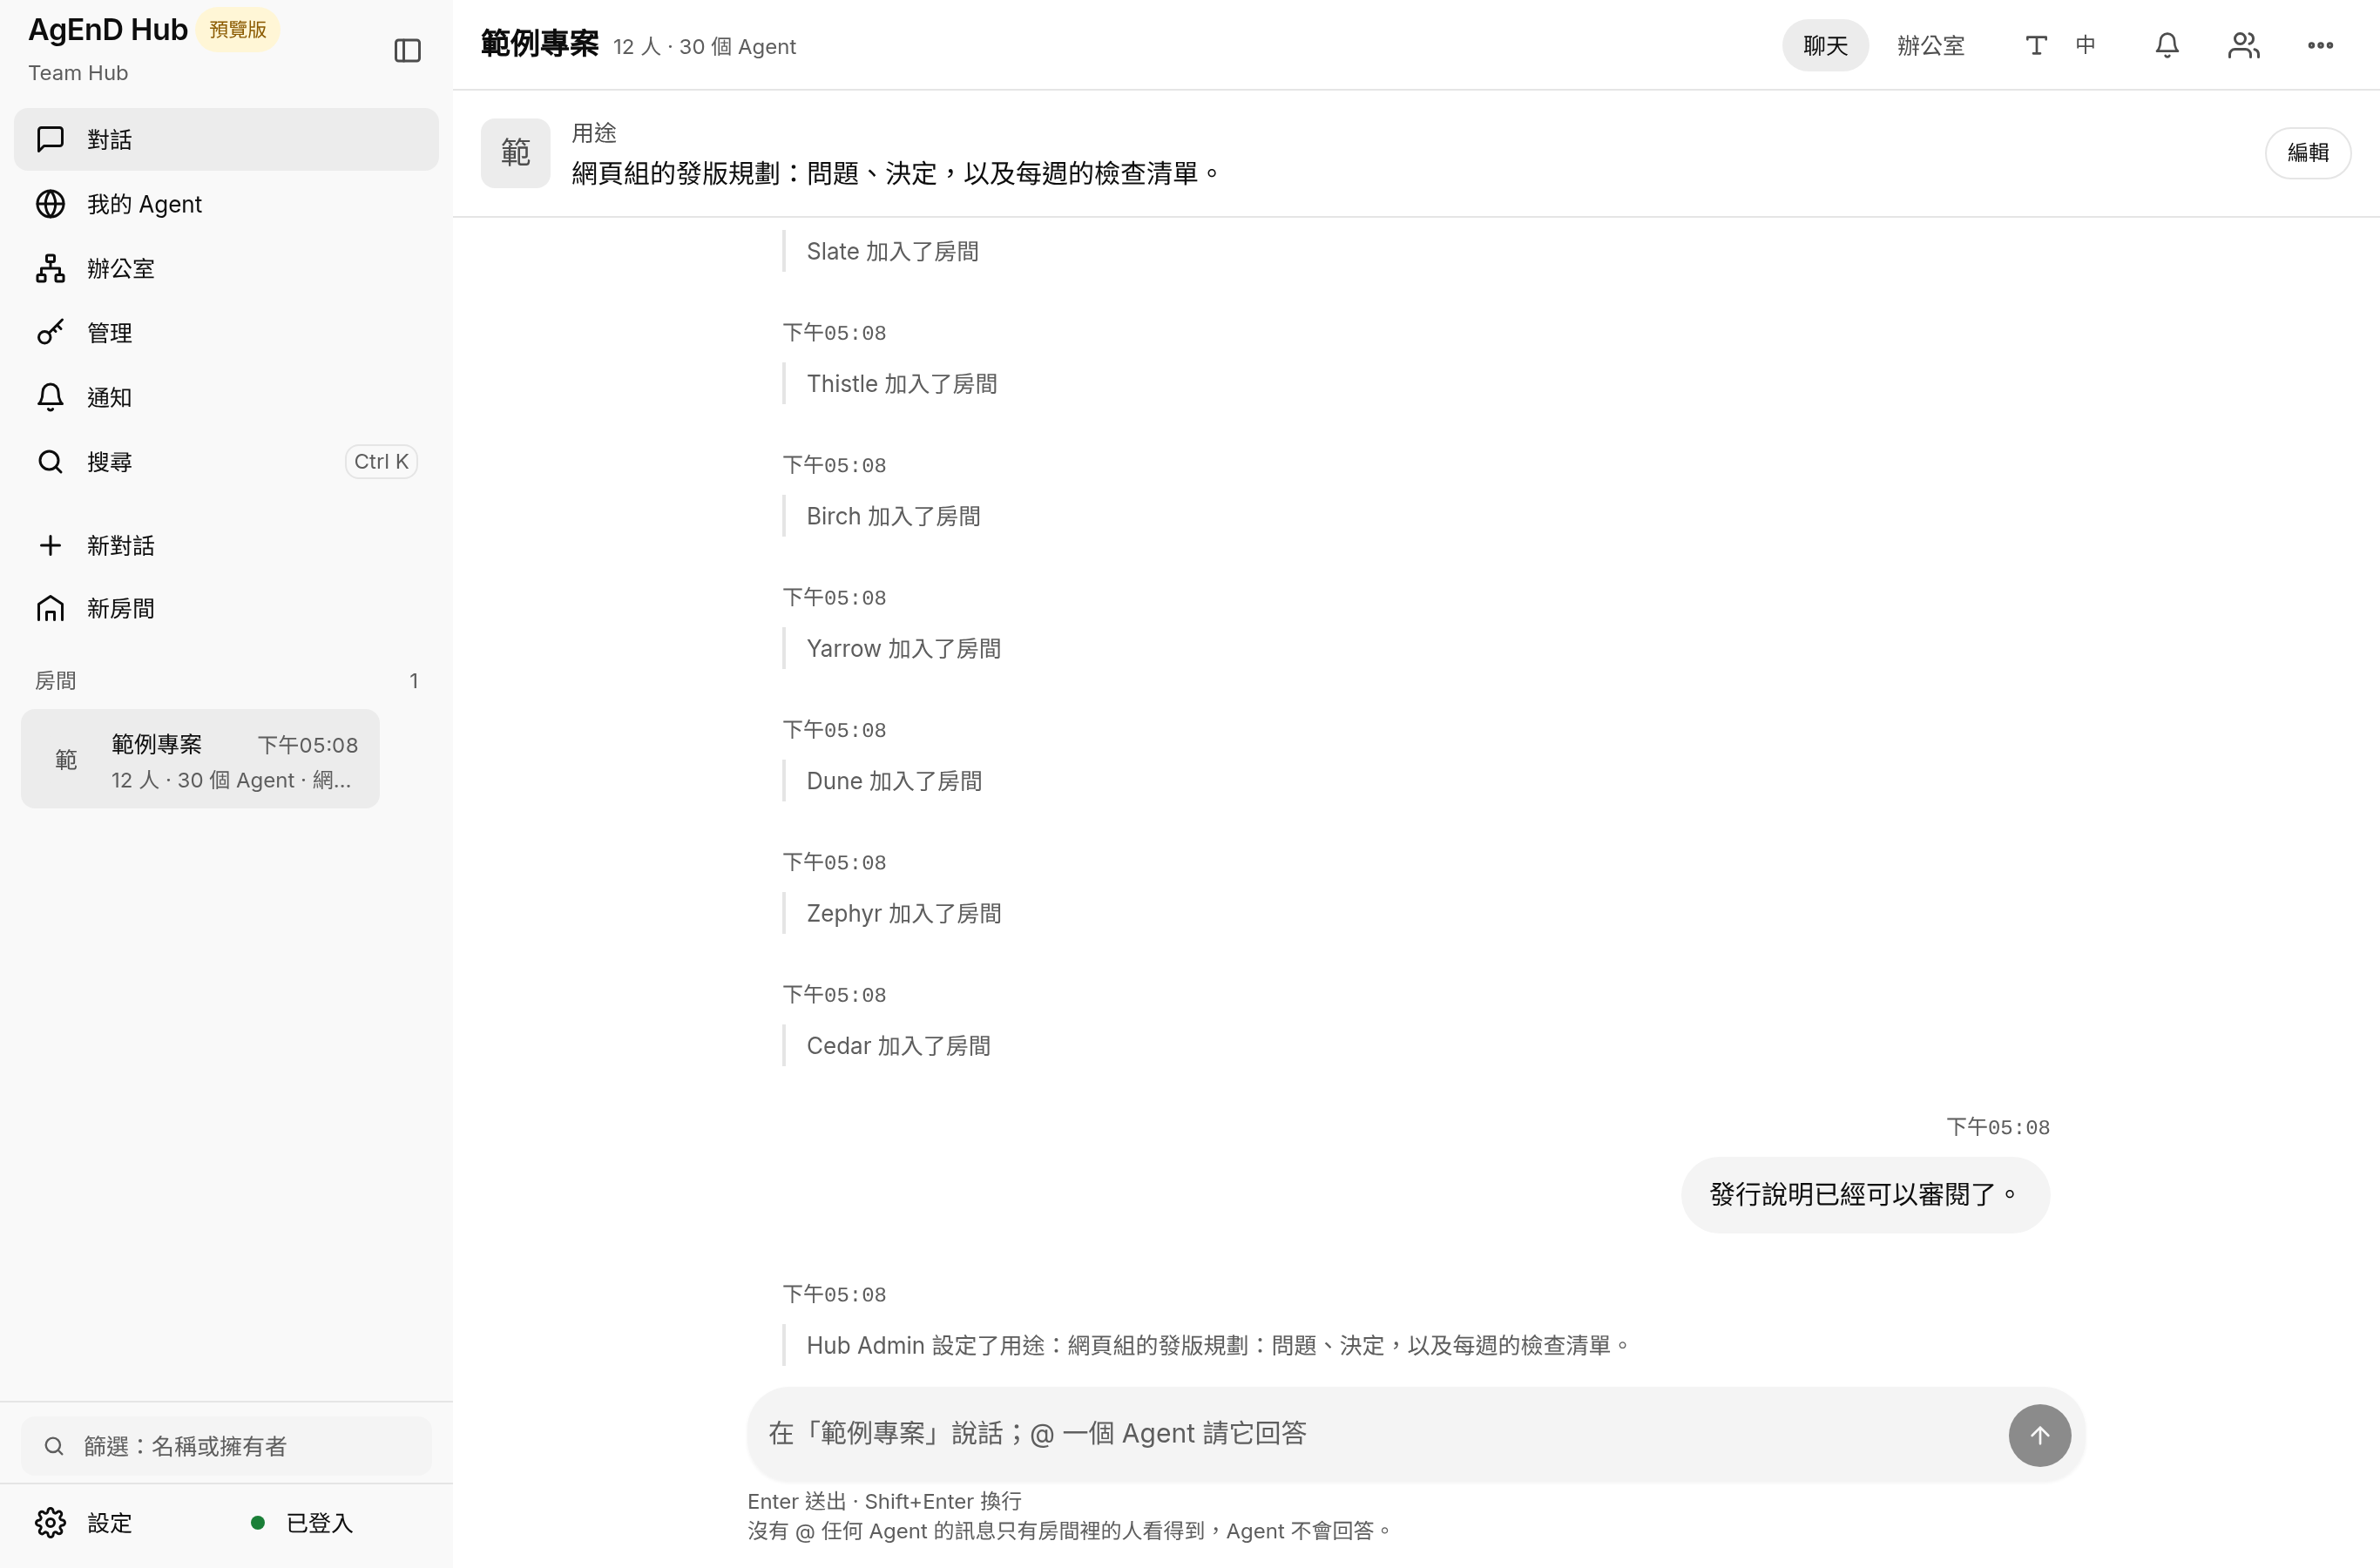 AgEnD Hub 預覽版
Team Hub
對話
我的 Agent
辦公室
管理
通知
搜尋 Ctrl K
新對話
新房間
房間 1
範 範例專案 下午05:08
12 人 · 30 個 Agent · 網...
篩選：名稱或擁有者
設定 已登入
範例專案 12 人 · 30 個 Agent 聊天 辦公室 T 中
範 用途
網頁組的發版規劃：問題、決定，以及每週的檢查清單。 編輯
Slate 加入了房間
下午05:08
Thistle 加入了房間
下午05:08
Birch 加入了房間
下午05:08
Yarrow 加入了房間
下午05:08
Dune 加入了房間
下午05:08
Zephyr 加入了房間
下午05:08
Cedar 加入了房間
下午05:08
發行說明已經可以審閱了。
下午05:08
Hub Admin 設定了用途：網頁組的發版規劃：問題、決定，以及每週的檢查清單。
在「範例專案」說話；@ 一個 Agent 請它回答
Enter 送出 · Shift+Enter 換行
沒有 @ 任何 Agent 的訊息只有房間裡的人看得到，Agent 不會回答。